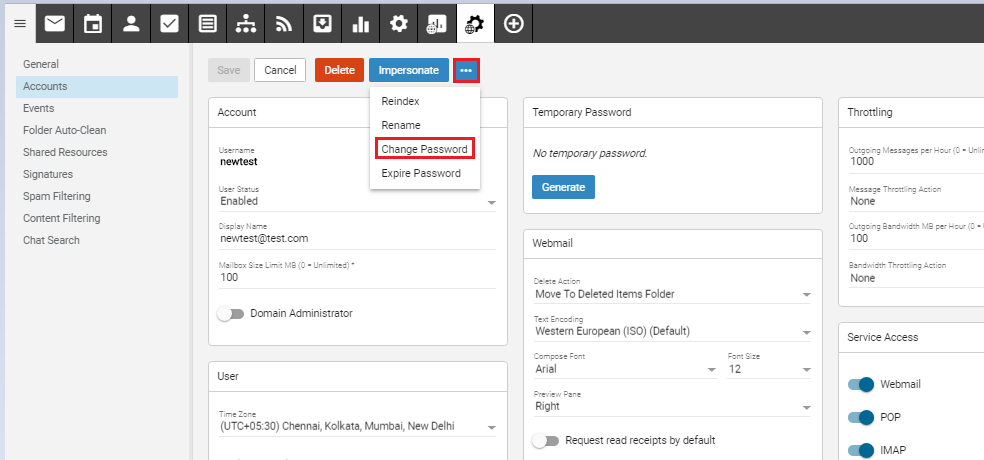 General
Accounts
Events
Folder Auto-Clean
Shared Resources
Signatures
Spam Filtering
Content Filtering
Chat Search
Save
Cancel
Delete
Impersonate
Reindex
Rename
Change Password
Expire Password
Account
Username
newtest
User Status
Enabled
Display Name
newtest@test.com
Mailbox Size Limit MB (0 = Unlimited) *
100
Domain Administrator
User
Time Zone
(UTC+05:30) Chennai, Kolkata, Mumbai, New Delhi
Temporary Password
No temporary password.
Generate
Webmail
Delete Action
Move To Deleted Items Folder
Text Encoding
Western European (ISO) (Default)
Compose Font
Arial
Font Size
12
Preview Pane
Right
Request read receipts by default
Throttling
Outgoing Messages per Hour (0 = Unlim
1000
Message Throttling Action
None
Outgoing Bandwidth MB per Hour (0 =
100
Bandwidth Throttling Action
None
Service Access
Webmail
POP
IMAP